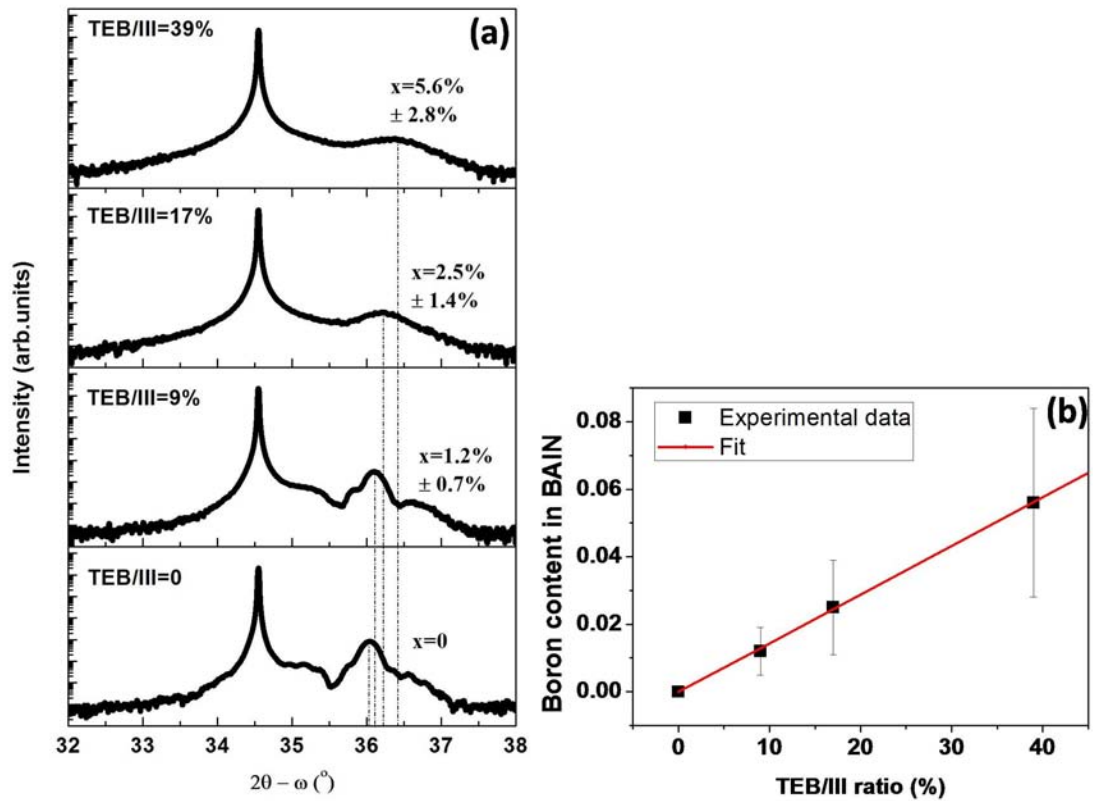 (a)
TEB/III=39%
x=5.6%
± 2.8%
TEB/III=17%
x=2.5%
± 1.4%
TEB/III=9%
x=1.2%
± 0.7%
TEB/III=0
x=0
Intensity (arb.units)
32 33 34 35 36 37 38
2θ – ω (°)
(b)
Experimental data
Fit
Boron content in BAlN
0.08
0.06
0.04
0.02
0.00
0 10 20 30 40
TEB/III ratio (%)